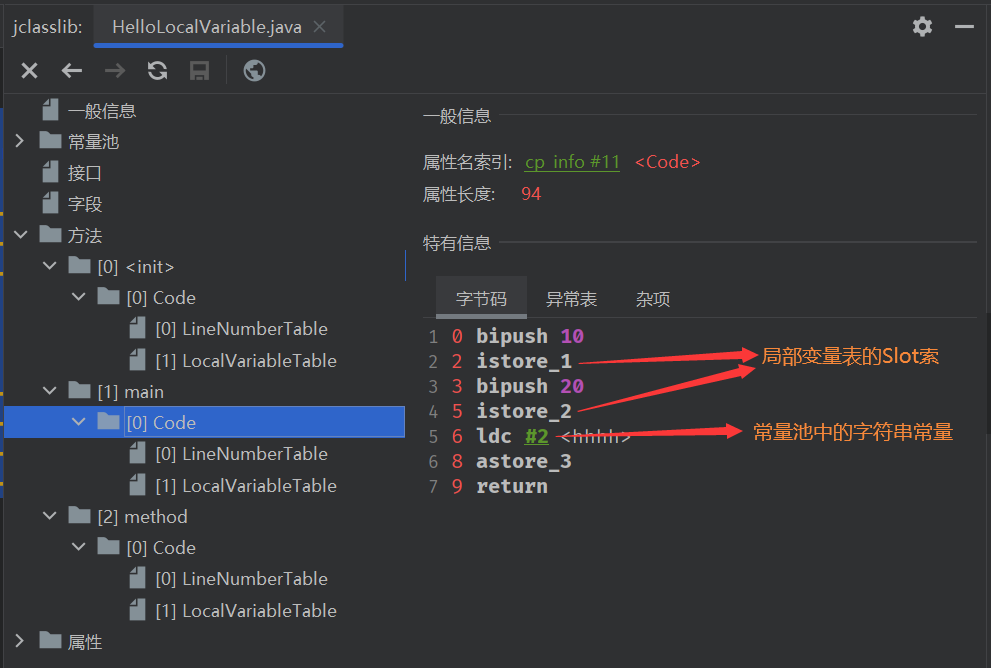 jclasslib:
HelloLocalVariable.java
一般信息
常量池
接口
字段
方法
[0] <init>
[0] Code
[0] LineNumberTable
[1] LocalVariableTable
[1] main
[0] Code
[0] LineNumberTable
[1] LocalVariableTable
[2] method
[0] Code
[0] LineNumberTable
[1] LocalVariableTable
属性
一般信息
属性名索引: cp_info #11 <Code>
属性长度: 94
特有信息
字节码 异常表 杂项
1 0 bipush 10
2 2 istore_1
3 3 bipush 20
4 5 istore_2
5 6 ldc #2 <hhhh>
6 8 astore_3
7 9 return
局部变量表的Slot索
常量池中的字符串常量